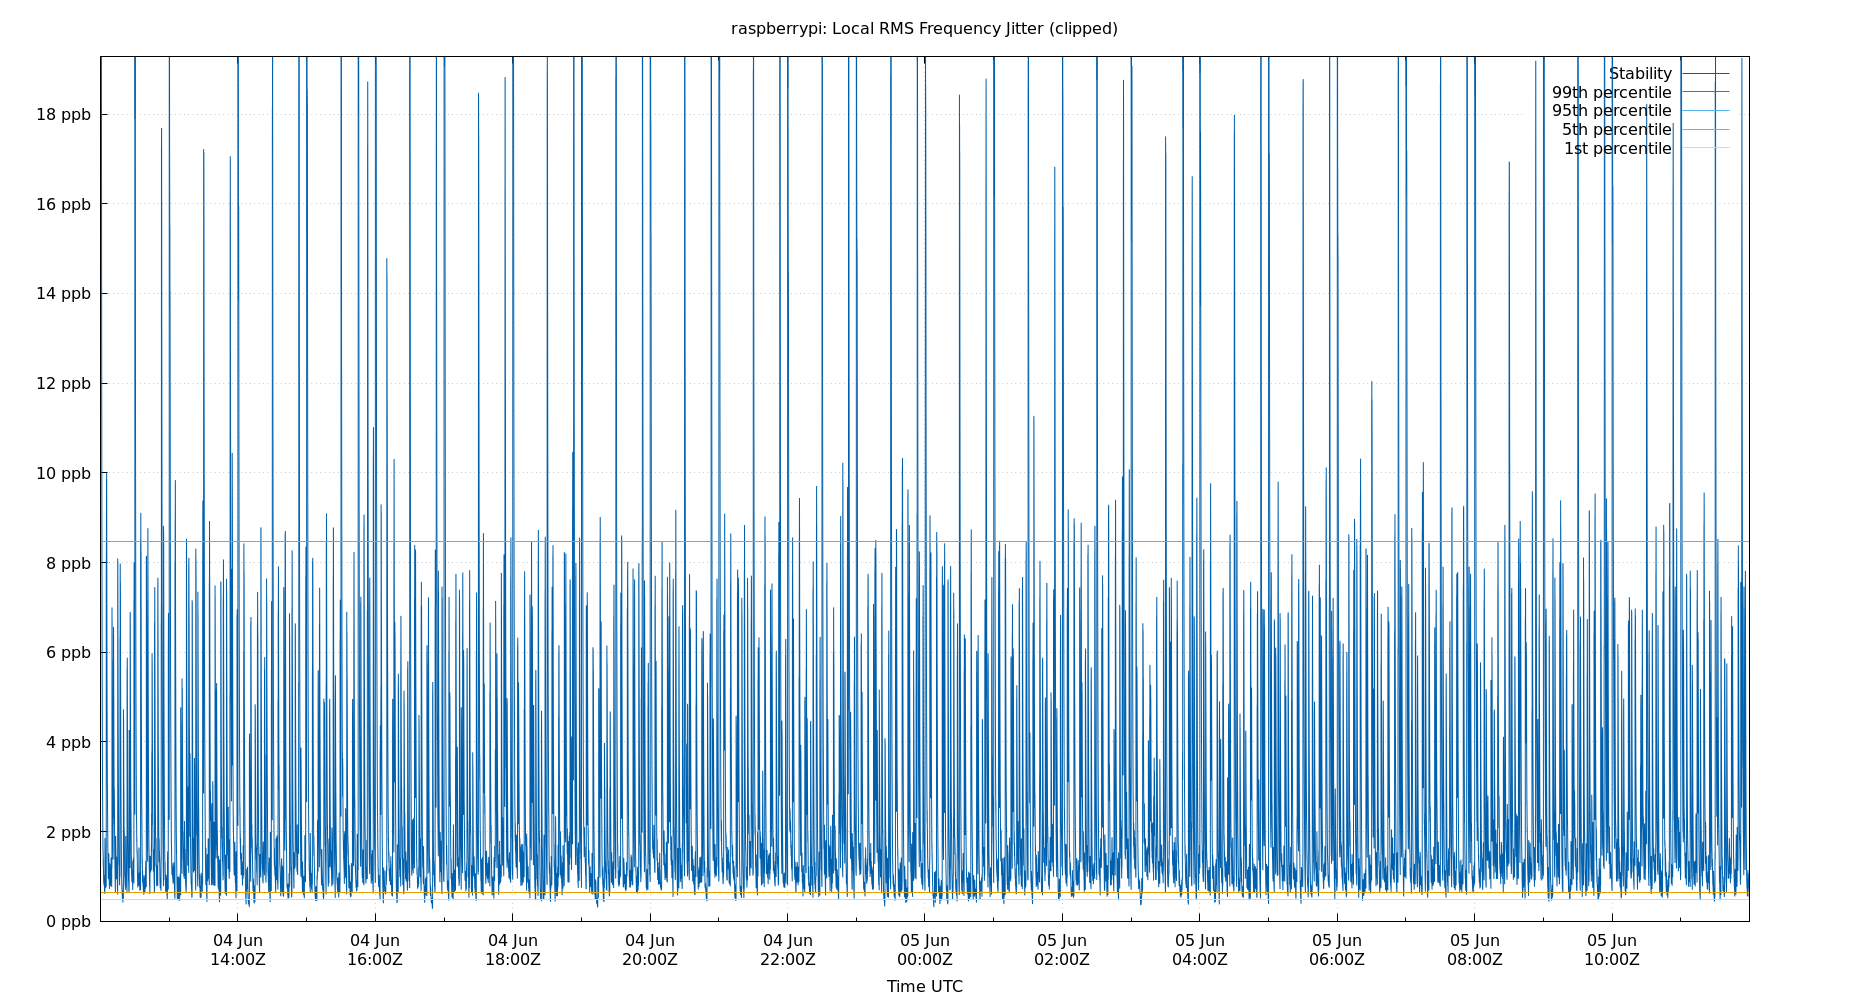 raspberrypi: Local RMS Frequency Jitter (clipped)
Stability
99th percentile
95th percentile
5th percentile
1st percentile
18 ppb
16 ppb
14 ppb
12 ppb
10 ppb
8 ppb
6 ppb
4 ppb
2 ppb
0 ppb
04 Jun 04 Jun 04 Jun 04 Jun 04 Jun 05 Jun 05 Jun 05 Jun 05 Jun 05 Jun 05 Jun
14:00Z 16:00Z 18:00Z 20:00Z 22:00Z 00:00Z 02:00Z 04:00Z 06:00Z 08:00Z 10:00Z
Time UTC